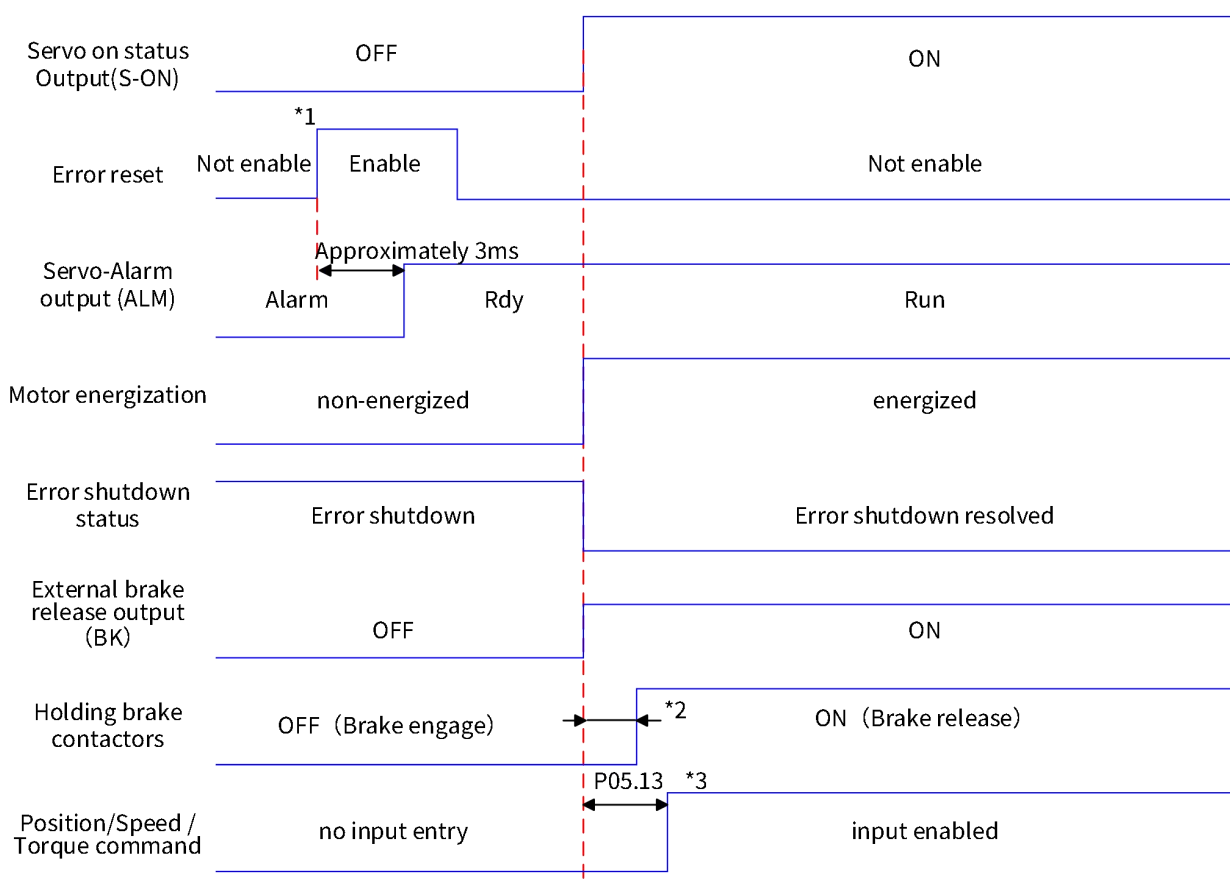 Servo on status
Output(S-ON)
OFF
ON
*1
Error reset
Not enable
Enable
Not enable
Approximately 3ms
Servo-Alarm
output (ALM)
Alarm
Rdy
Run
Motor energization
non-energized
energized
Error shutdown
status
Error shutdown
Error shutdown resolved
External brake
release output
（BK）
OFF
ON
Holding brake
contactors
OFF（Brake engage）
*2
ON（Brake release）
P05.13 *3
Position/Speed /
Torque command
no input entry
input enabled